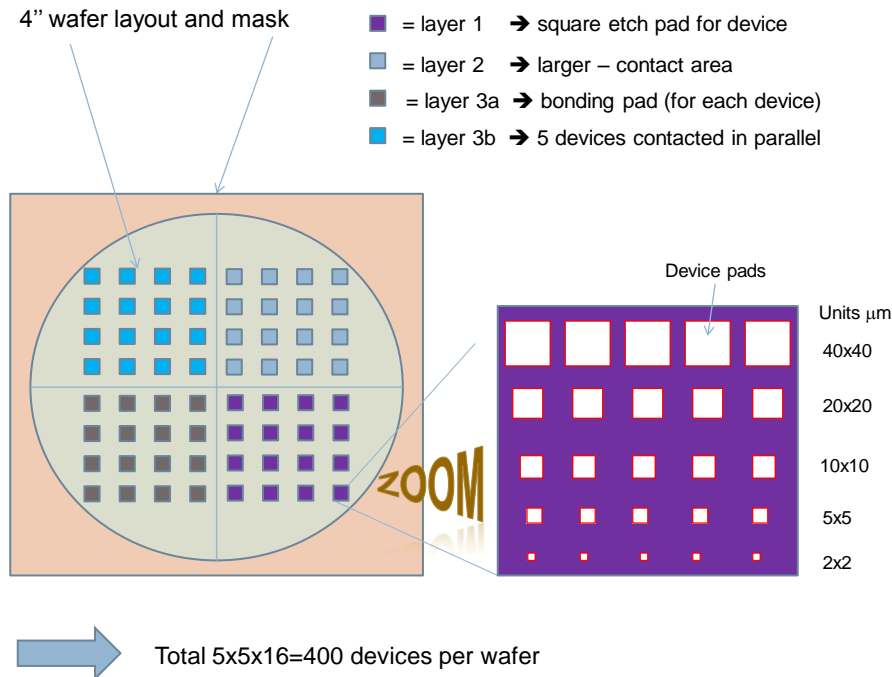 4’’ wafer layout and mask
= layer 1 ➔ square etch pad for device
= layer 2 ➔ larger – contact area
= layer 3a ➔ bonding pad (for each device)
= layer 3b ➔ 5 devices contacted in parallel
Device pads
Units μm
40x40
20x20
10x10
5x5
2x2
ZOOM
Total 5x5x16=400 devices per wafer